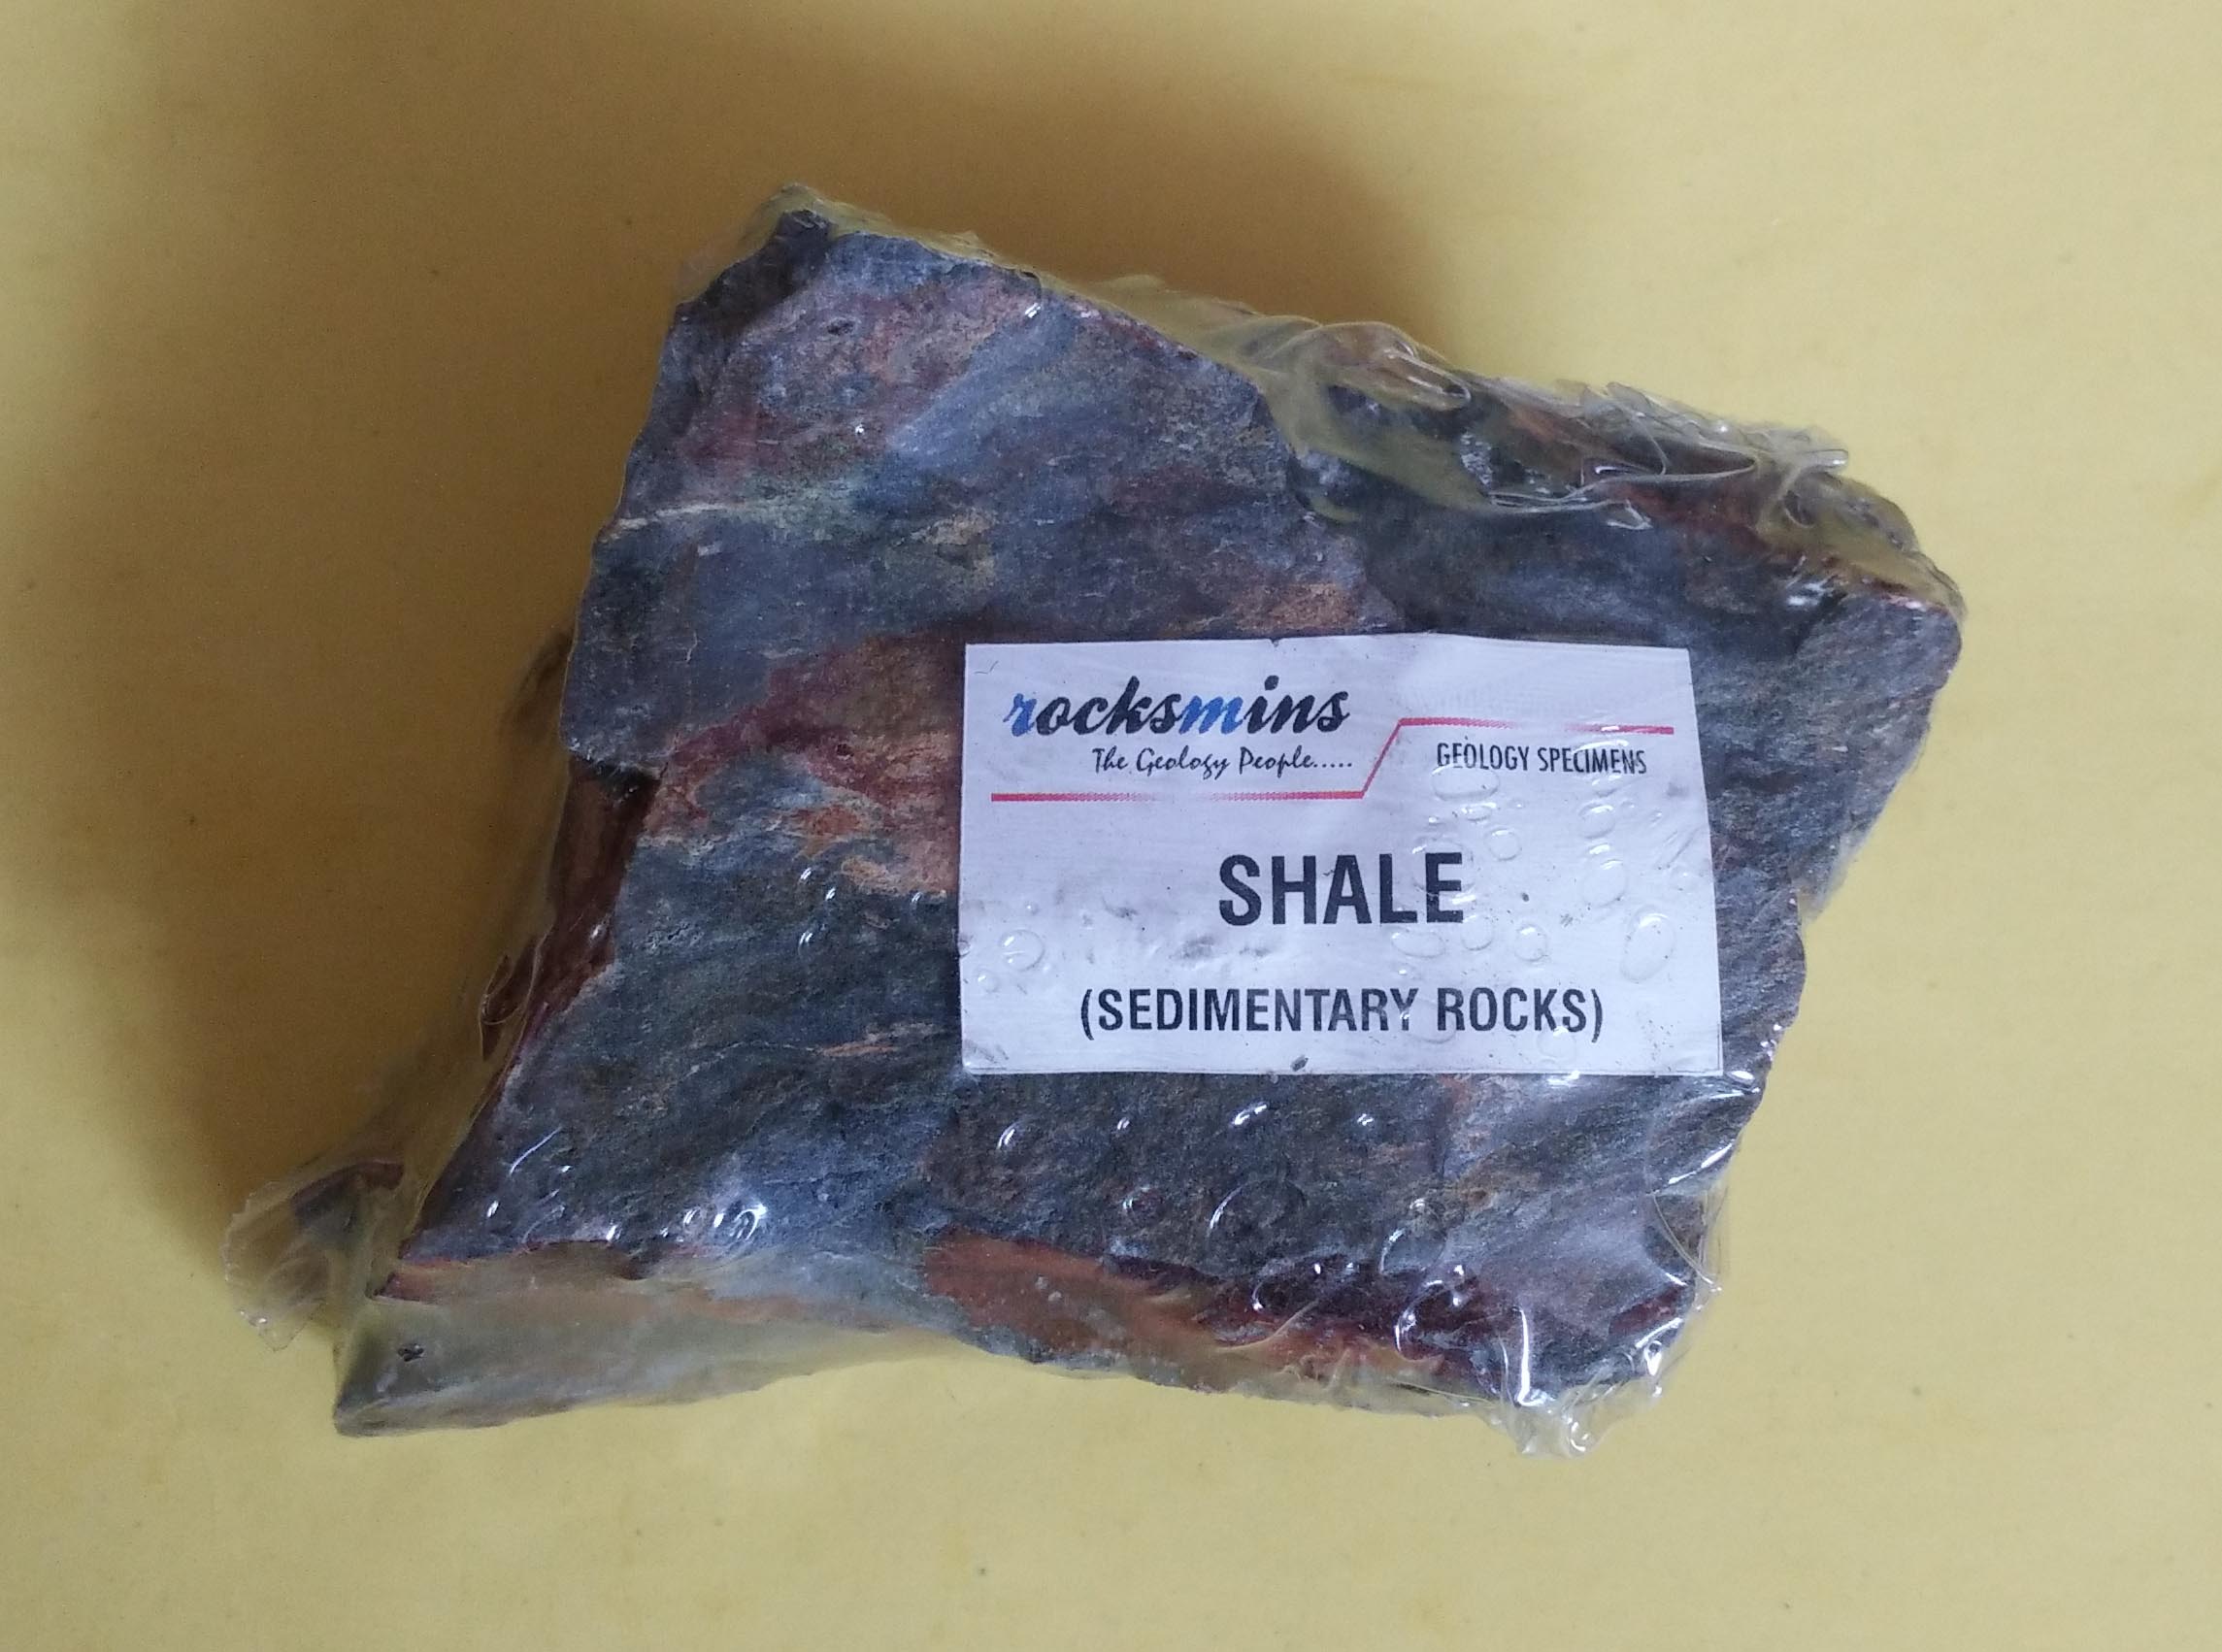 rocksmins
The Geology People.....
GEOLOGY SPECIMENS
SHALE
(SEDIMENTARY ROCKS)